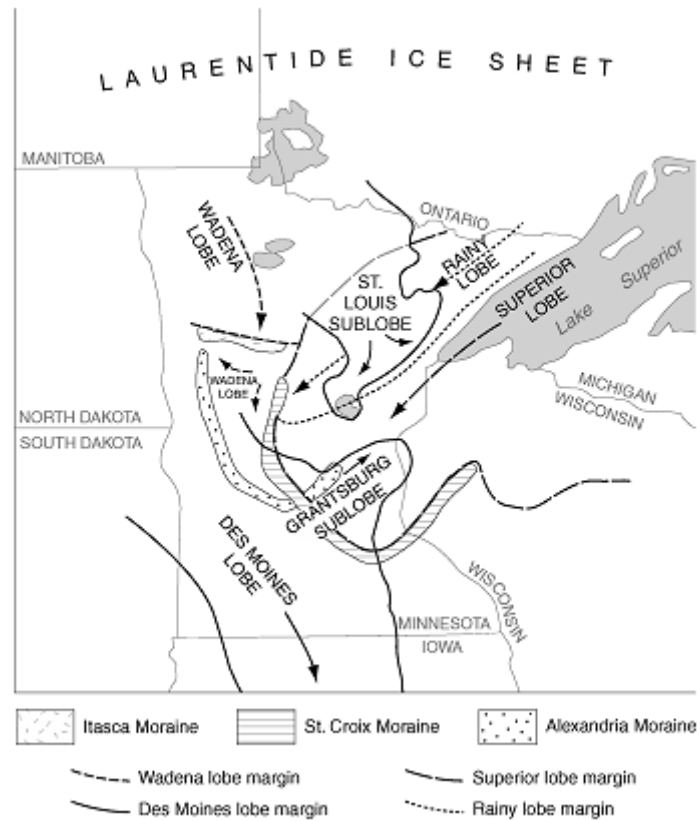 LAURENTIDE ICE SHEET
MANITOBA
ONTARIO
WADENA
LOBE
RAINY
LOBE
ST.
LOUIS
SUBLOBE
SUPERIOR
LOBE
Lake Superior
WADENA
LOBE
MICHIGAN
WISCONSIN
NORTH DAKOTA
SOUTH DAKOTA
GRANTSBURG
SUBLOBE
DES MOINES
LOBE
WISCONSIN
MINNESOTA
IOWA
Itasca Moraine
St. Croix Moraine
Alexandria Moraine
Wadena lobe margin
Superior lobe margin
Des Moines lobe margin
Rainy lobe margin